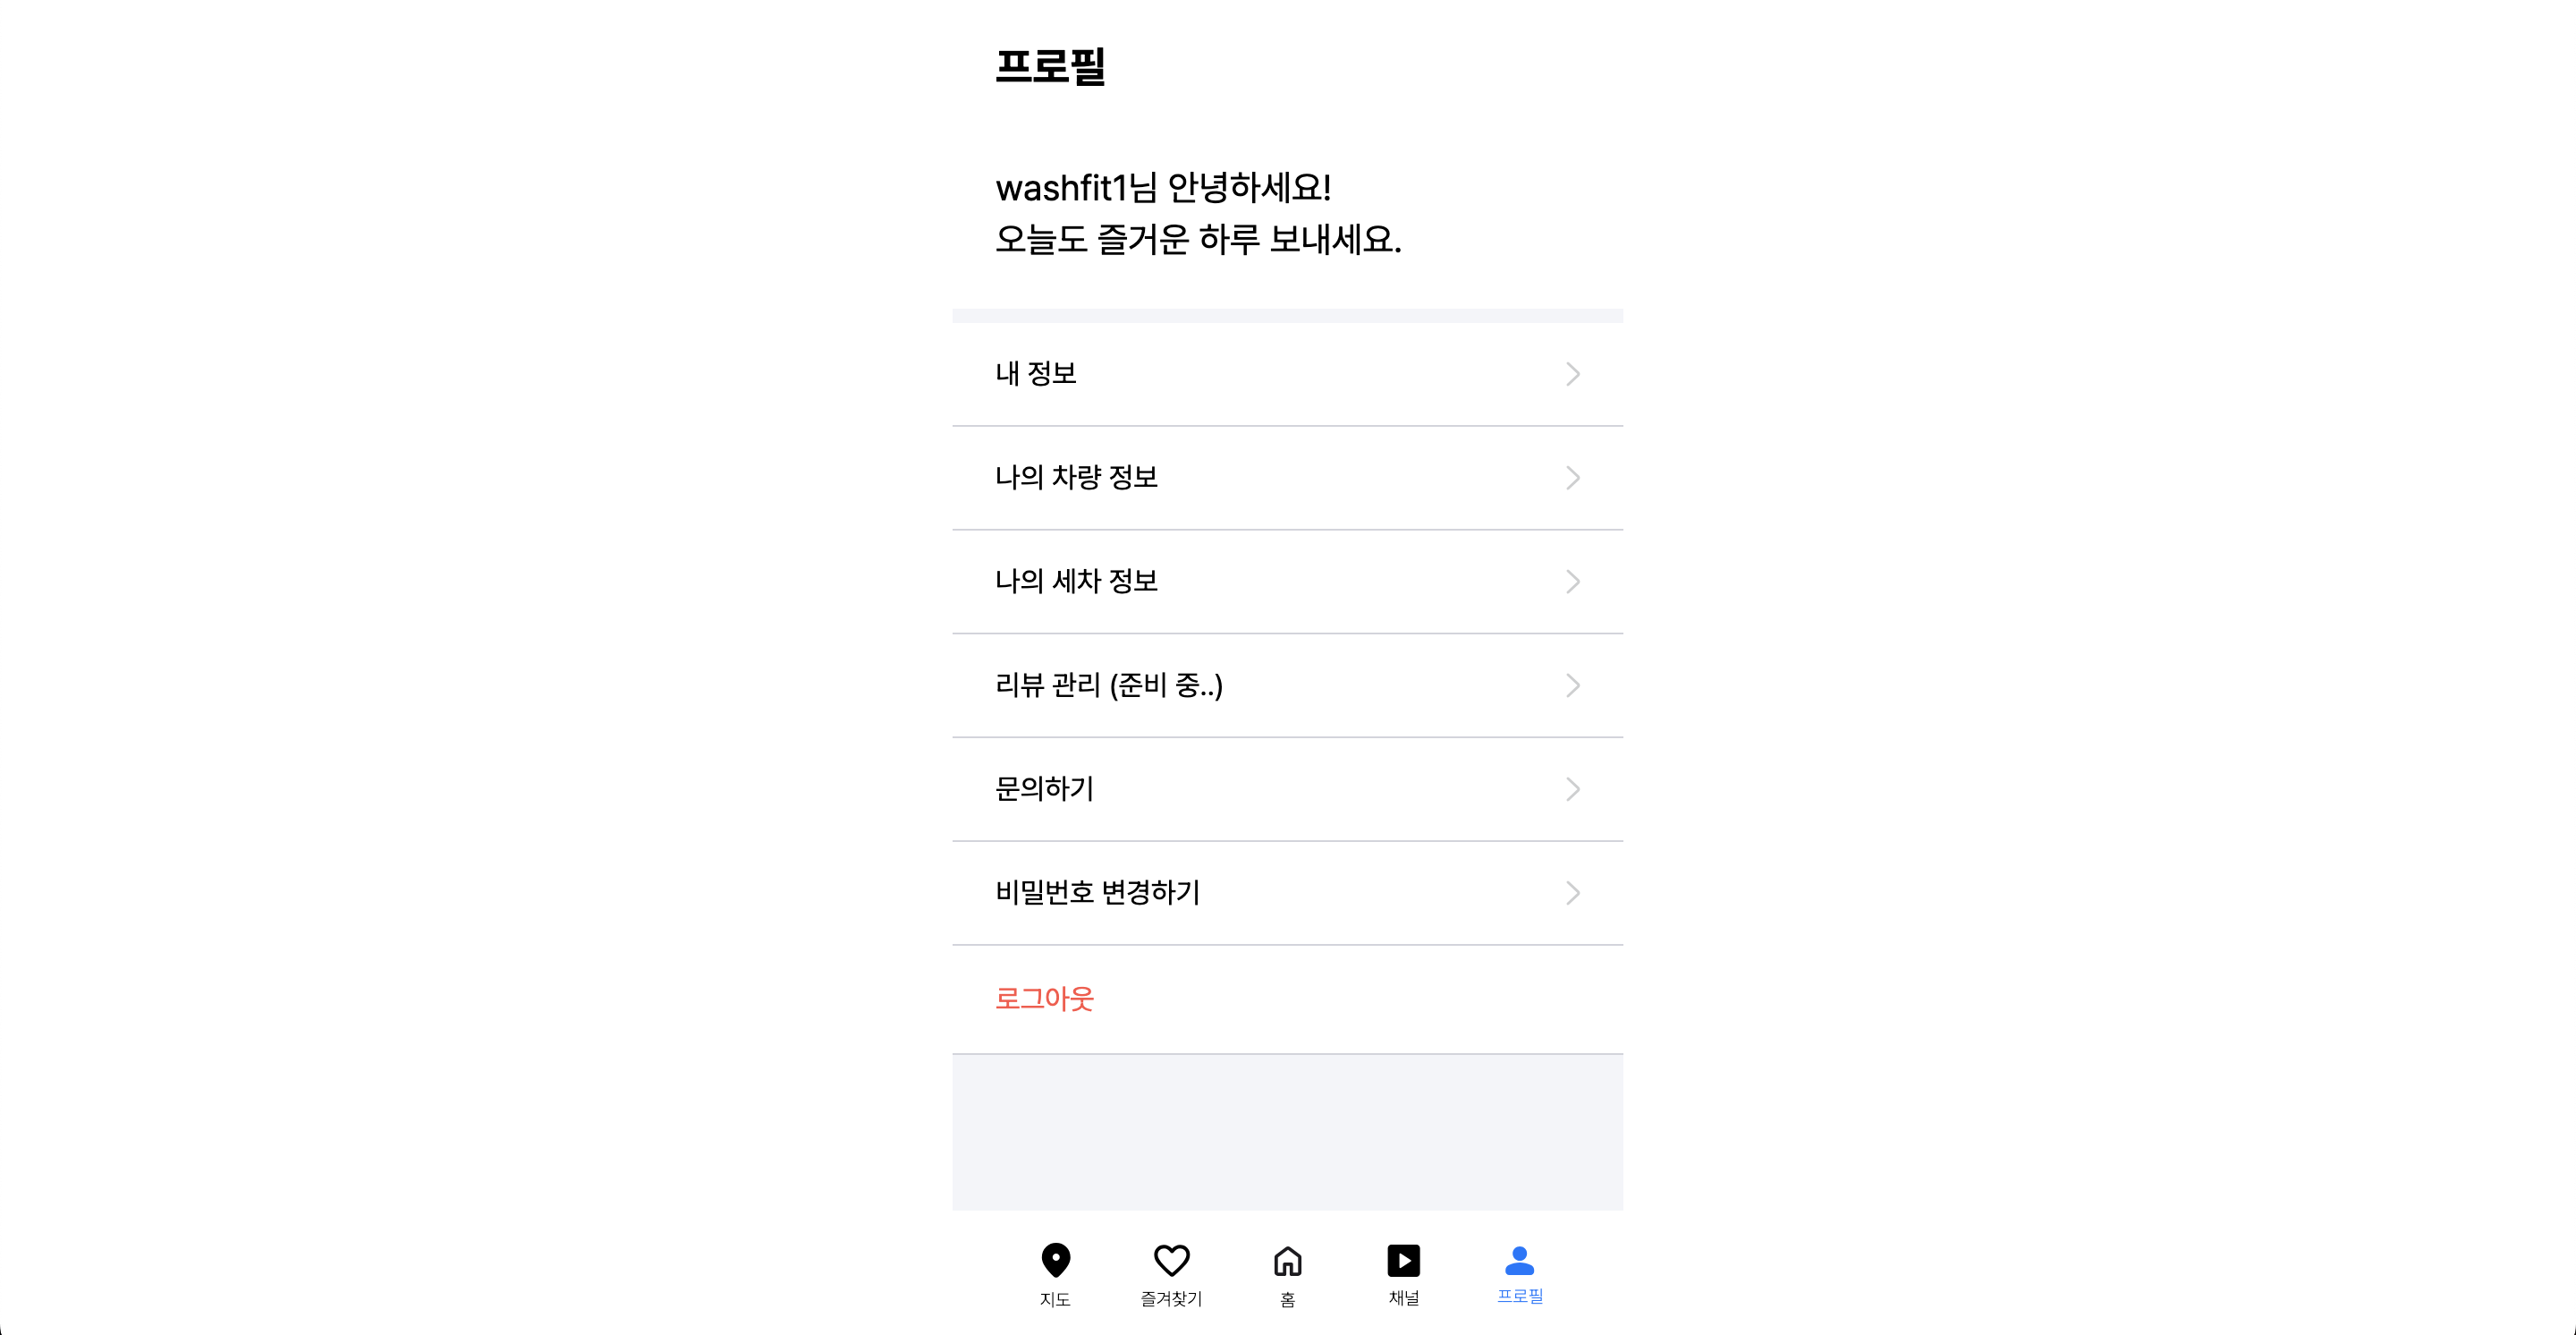 프로필
washfit1님 안녕하세요!
오늘도 즐거운 하루 보내세요.
내 정보
나의 차량 정보
나의 세차 정보
리뷰 관리 (준비 중..)
문의하기
비밀번호 변경하기
로그아웃
지도 즐겨찾기 홈 채널 프로필